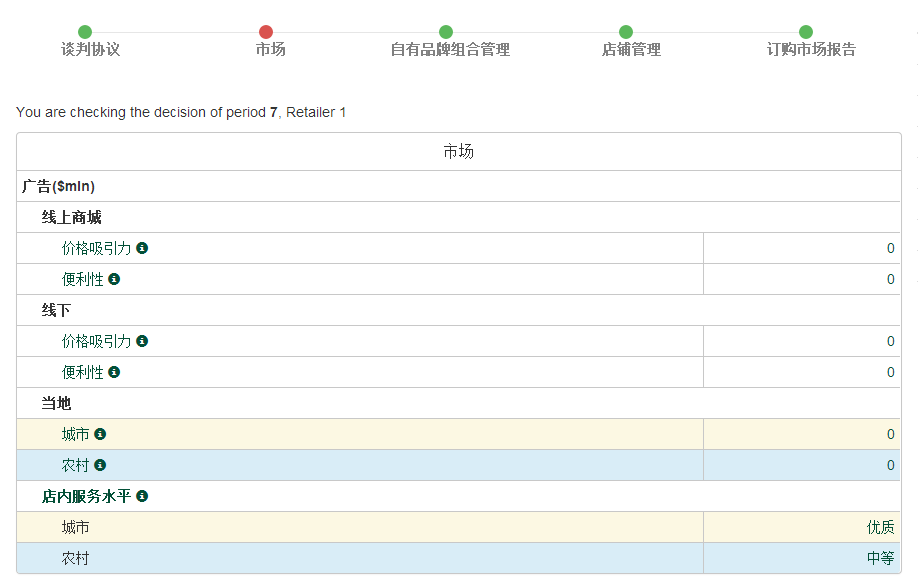 谈判协议 市场 自有品牌组合管理 店铺管理 订购市场报告
You are checking the decision of period 7, Retailer 1
市场
广告($mln)
线上商城
价格吸引力 0
便利性 0
线下
价格吸引力 0
便利性 0
当地
城市 0
农村 0
店内服务水平
城市 优质
农村 中等